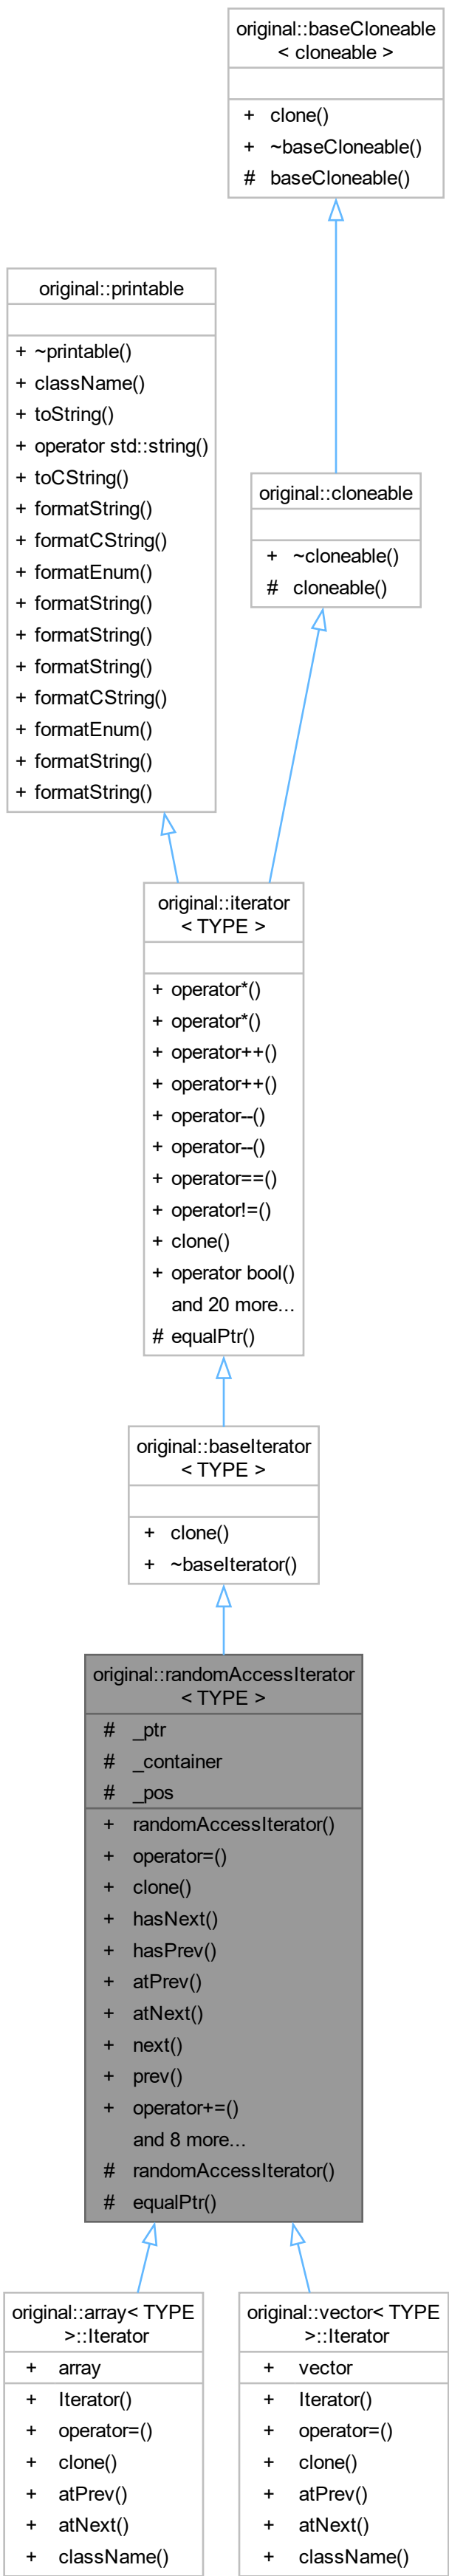 original::baseCloneable
< cloneable >
+ clone()
+ ~baseCloneable()
# baseCloneable()
original::printable
+ ~printable()
+ className()
+ toString()
+ operator std::string()
+ toCString()
+ formatString()
+ formatCString()
+ formatEnum()
+ formatString()
+ formatString()
+ formatString()
+ formatCString()
+ formatEnum()
+ formatString()
+ formatString()
original::cloneable
+ ~cloneable()
# cloneable()
original::iterator
< TYPE >
+ operator*()
+ operator*()
+ operator++()
+ operator++()
+ operator--()
+ operator--()
+ operator==()
+ operator!=()
+ clone()
+ operator bool()
and 20 more...
# equalPtr()
original::baseIterator
< TYPE >
+ clone()
+ ~baseIterator()
original::randomAccessIterator
< TYPE >
# _ptr
# _container
# _pos
+ randomAccessIterator()
+ operator=()
+ clone()
+ hasNext()
+ hasPrev()
+ atPrev()
+ atNext()
+ next()
+ prev()
+ operator+=()
and 8 more...
# randomAccessIterator()
# equalPtr()
original::array< TYPE
>::Iterator
+ array
+ Iterator()
+ operator=()
+ clone()
+ atPrev()
+ atNext()
+ className()
original::vector< TYPE
>::Iterator
+ vector
+ Iterator()
+ operator=()
+ clone()
+ atPrev()
+ atNext()
+ className()